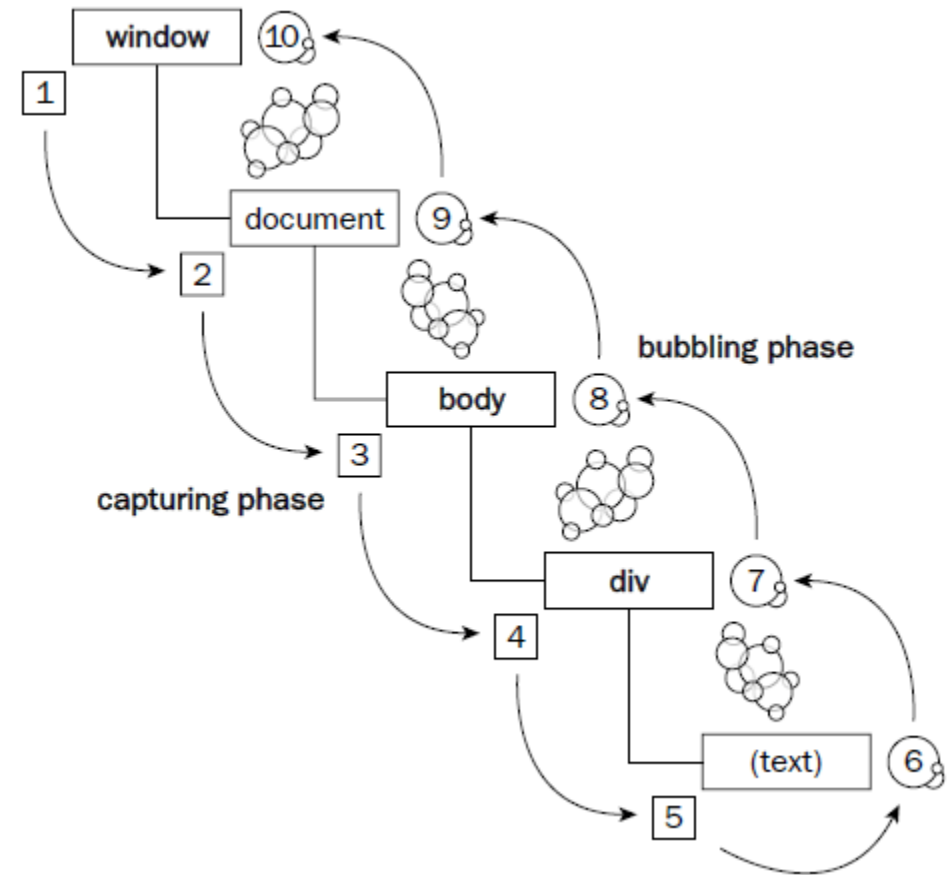 window
10
1
document
9
2
bubbling phase
body
8
3
capturing phase
div
7
4
(text)
6
5